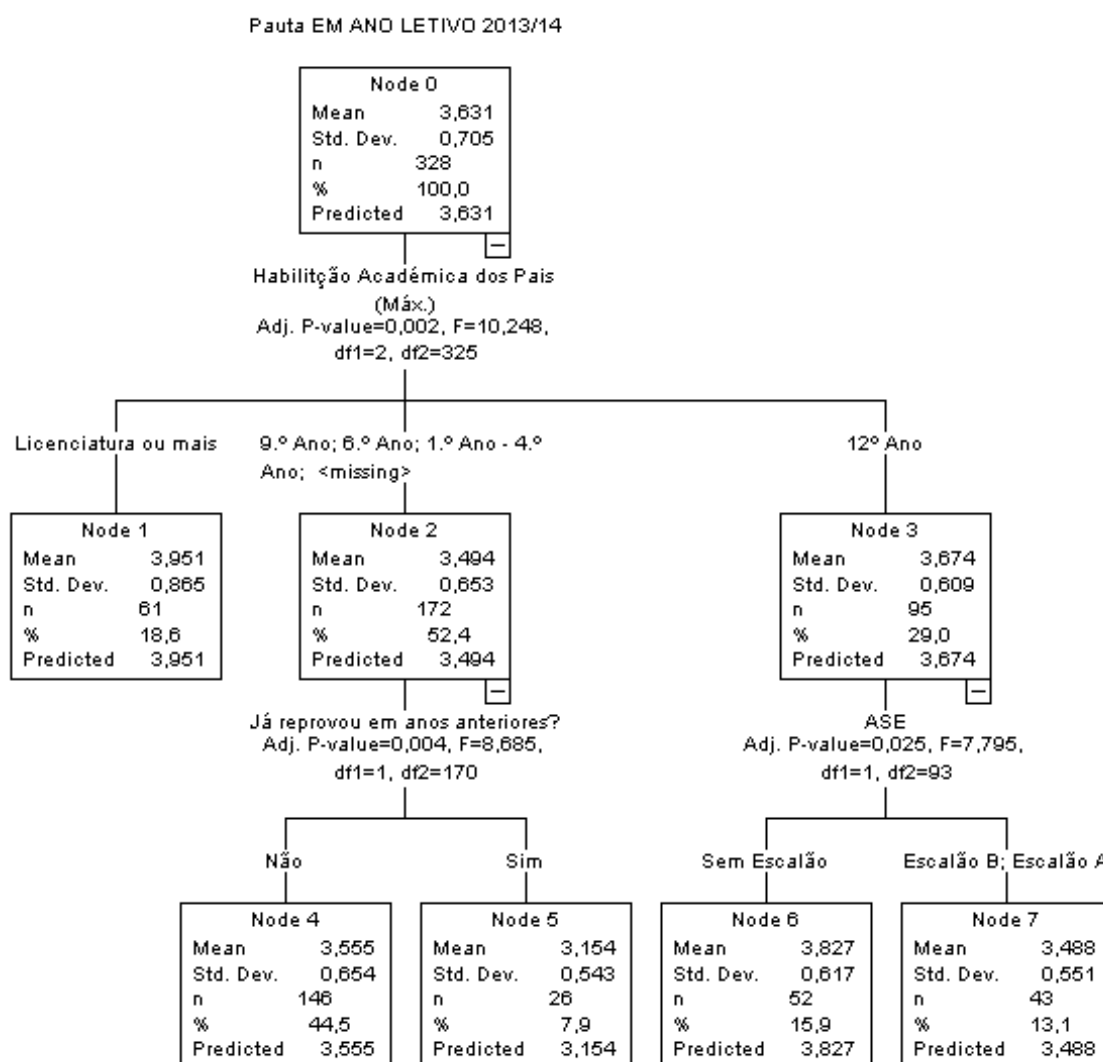 Pauta EM ANO LETIVO 2013/14
Node 0
Mean 3,631
Std. Dev. 0,705
n 328
% 100,0
Predicted 3,631
Habilitção Académica dos Pais
(Máx.)
Adj. P-value=0,002, F=10,248,
df1=2, df2=325
Licenciatura ou mais
9.º Ano; 6.º Ano; 1.º Ano - 4.º
Ano; <missing>
12º Ano
Node 1
Mean 3,951
Std. Dev. 0,865
n 61
% 18,6
Predicted 3,951
Node 2
Mean 3,494
Std. Dev. 0,653
n 172
% 52,4
Predicted 3,494
Node 3
Mean 3,674
Std. Dev. 0,609
n 95
% 29,0
Predicted 3,674
Já reprovou em anos anteriores?
Adj. P-value=0,004, F=8,685,
df1=1, df2=170
ASE
Adj. P-value=0,025, F=7,795,
df1=1, df2=93
Não
Sim
Sem Escalão
Escalão B; Escalão A
Node 4
Mean 3,555
Std. Dev. 0,654
n 146
% 44,5
Predicted 3,555
Node 5
Mean 3,154
Std. Dev. 0,543
n 26
% 7,9
Predicted 3,154
Node 6
Mean 3,827
Std. Dev. 0,617
n 52
% 15,9
Predicted 3,827
Node 7
Mean 3,488
Std. Dev. 0,551
n 43
% 13,1
Predicted 3,488